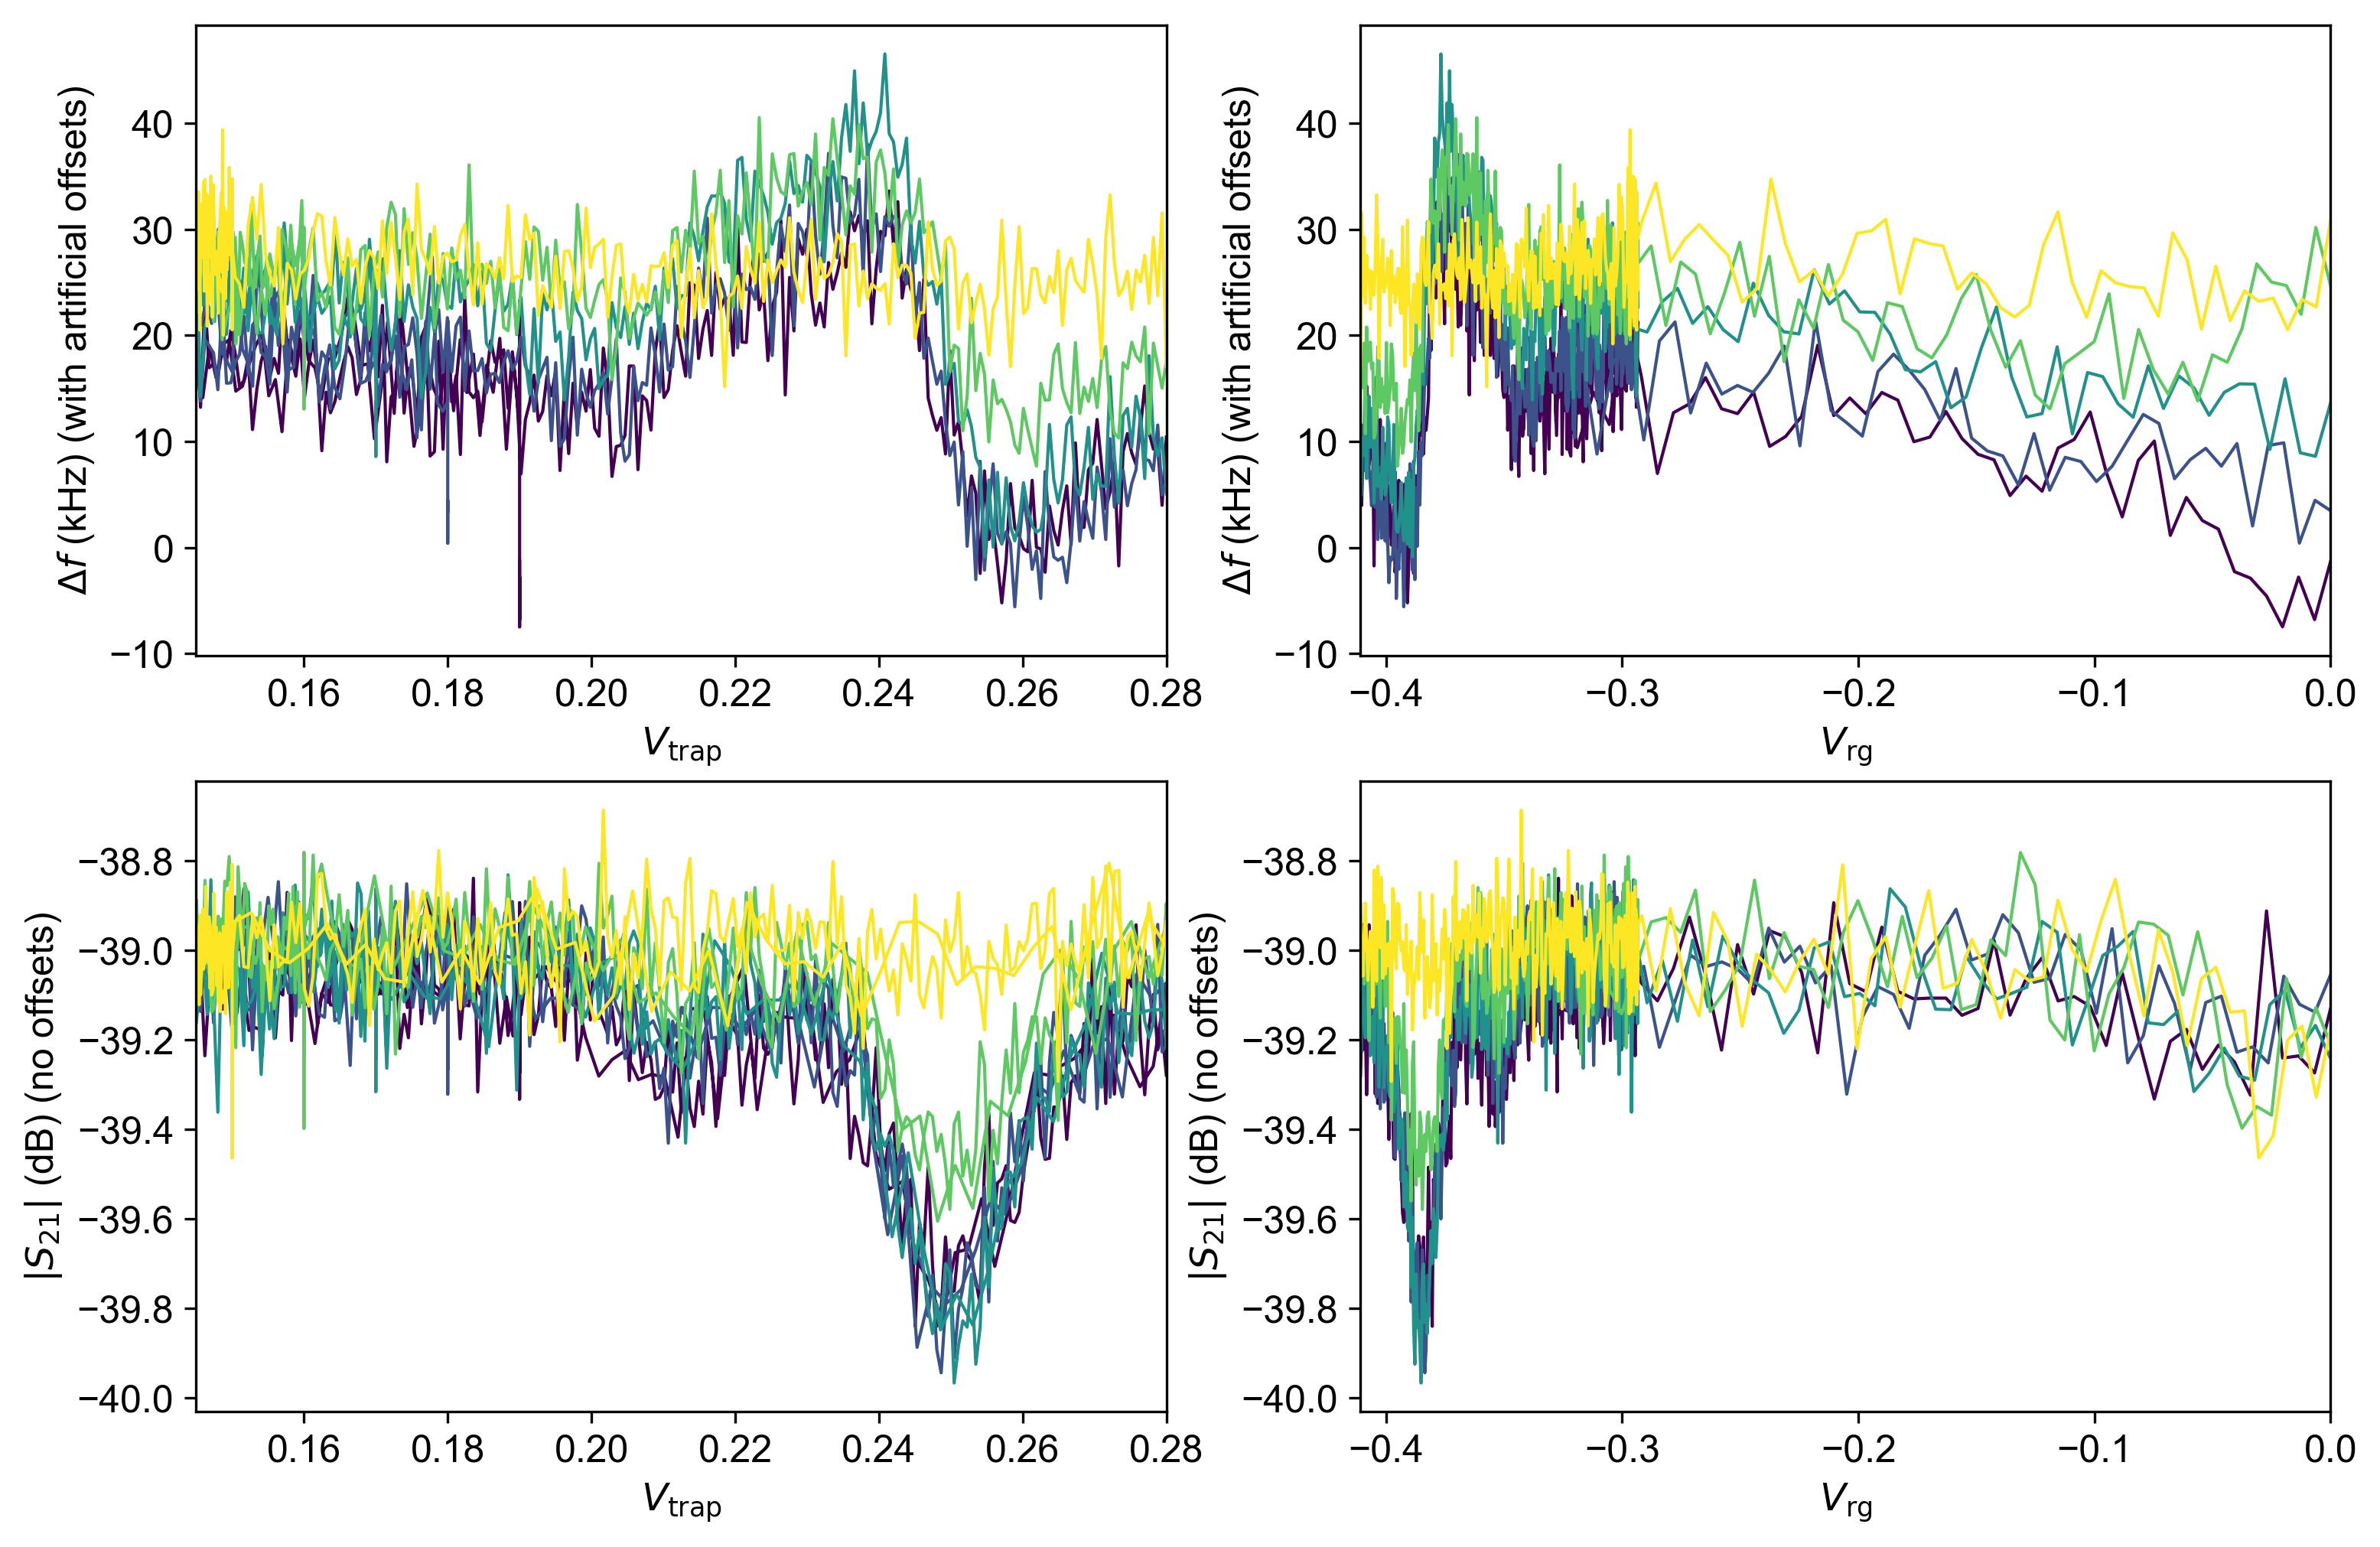 Δf (kHz) (with artificial offsets)
40
30
20
10
0
−10
0.16 0.18 0.20 0.22 0.24 0.26 0.28
V_trap
Δf (kHz) (with artificial offsets)
40
30
20
10
0
−10
−0.4 −0.3 −0.2 −0.1 0.0
V_rg
|S_21| (dB) (no offsets)
−38.8
−39.0
−39.2
−39.4
−39.6
−39.8
−40.0
0.16 0.18 0.20 0.22 0.24 0.26 0.28
V_trap
|S_21| (dB) (no offsets)
−38.8
−39.0
−39.2
−39.4
−39.6
−39.8
−40.0
−0.4 −0.3 −0.2 −0.1 0.0
V_rg